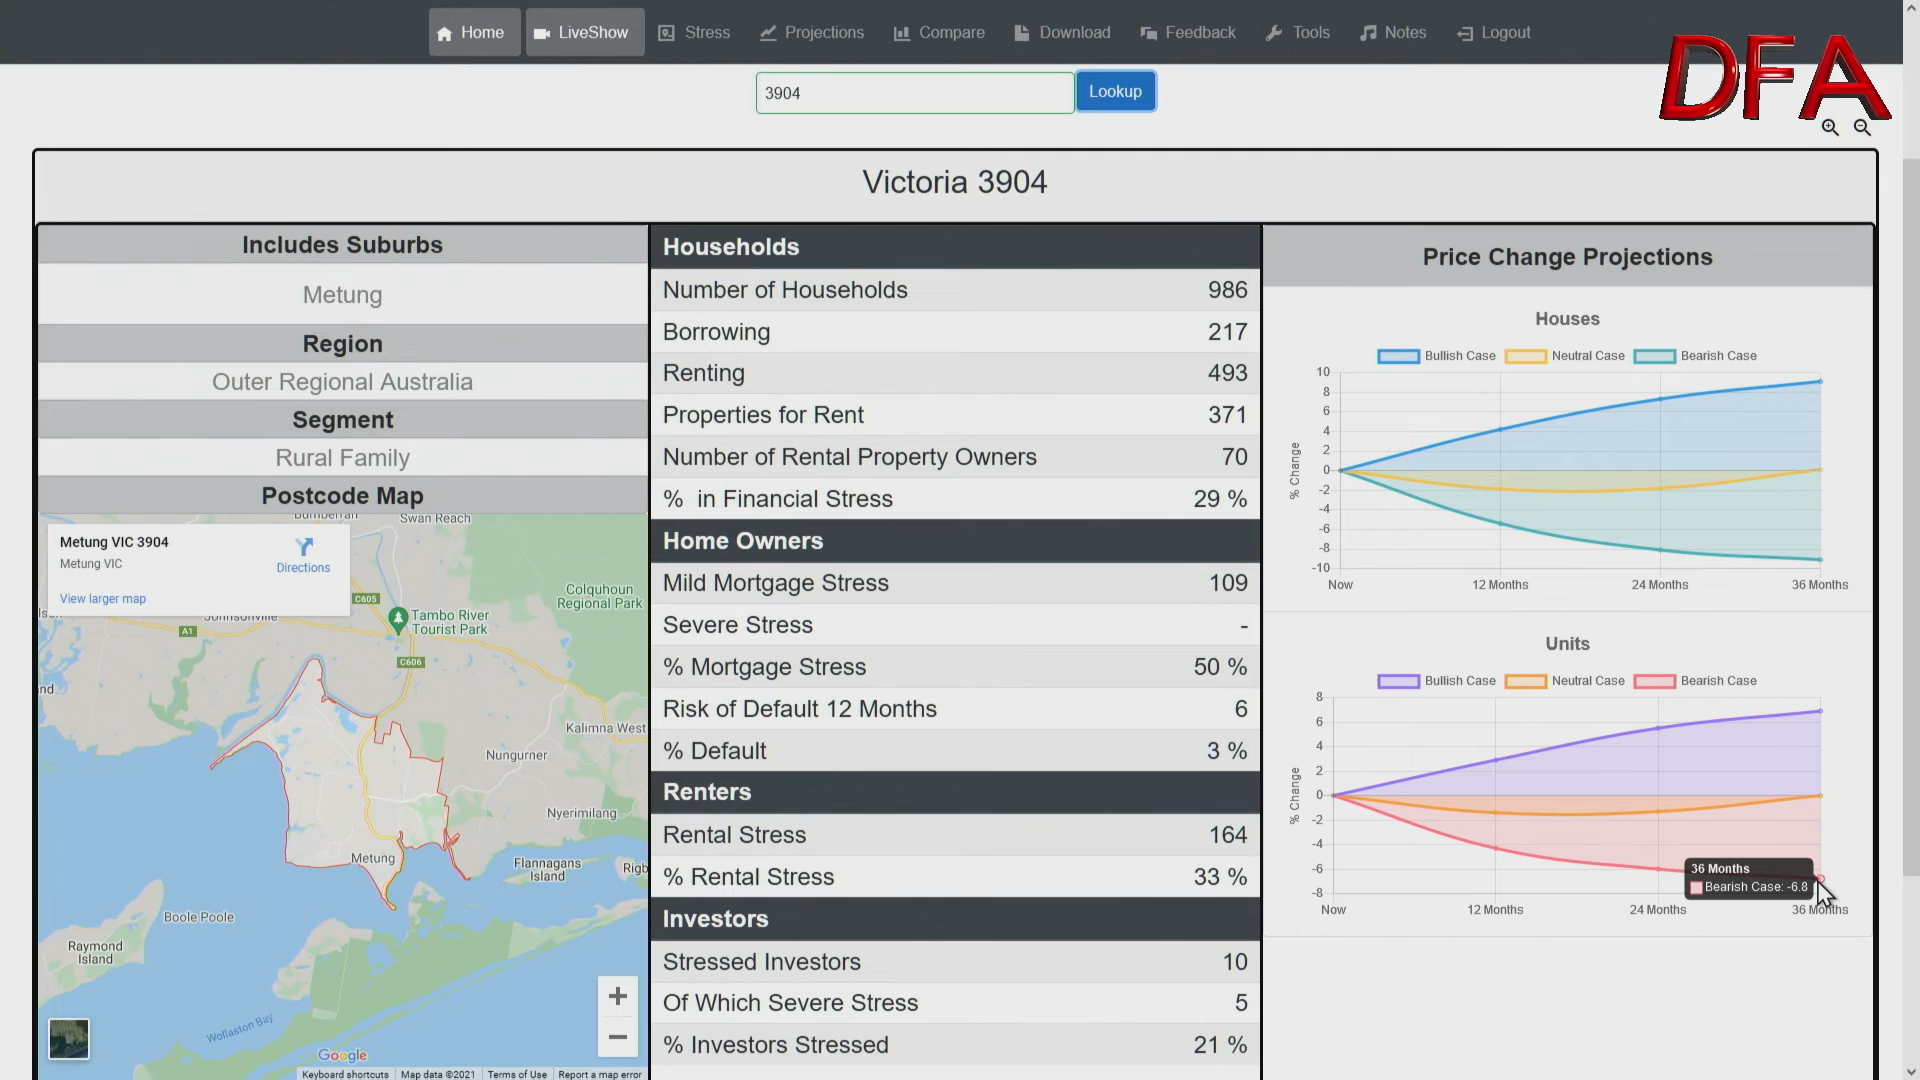 Home
LiveShow
Stress
Projections
Compare
Download
Feedback
Tools
Notes
Logout
DFA
3904
Lookup
Victoria 3904
Includes Suburbs
Metung
Region
Outer Regional Australia
Segment
Rural Family
Postcode Map
Swan Reach
Metung VIC 3904
Metung VIC
Directions
View larger map
Colquhoun
Regional Park
C605
Tambo River
Tourist Park
A1
C606
Kalimna West
Nungurner
Nyerimilang
Metung
Flannagans
Island
Boole Poole
Raymond
Island
Wollaston Bay
Google
Keyboard shortcuts
Map data ©2021
Terms of Use
Report a map error
Households
Number of Households 986
Borrowing 217
Renting 493
Properties for Rent 371
Number of Rental Property Owners 70
% in Financial Stress 29 %
Home Owners
Mild Mortgage Stress 109
Severe Stress -
% Mortgage Stress 50 %
Risk of Default 12 Months 6
% Default 3 %
Renters
Rental Stress 164
% Rental Stress 33 %
Investors
Stressed Investors 10
Of Which Severe Stress 5
% Investors Stressed 21 %
Price Change Projections
Houses
Bullish Case Neutral Case Bearish Case
10
8
6
4
2
0
-2
-4
-6
-8
-10
% Change
Now 12 Months 24 Months 36 Months
Units
Bullish Case Neutral Case Bearish Case
8
6
4
2
0
-2
-4
-6
-8
% Change
36 Months
Bearish Case: -6.8
Now 12 Months 24 Months 36 Months